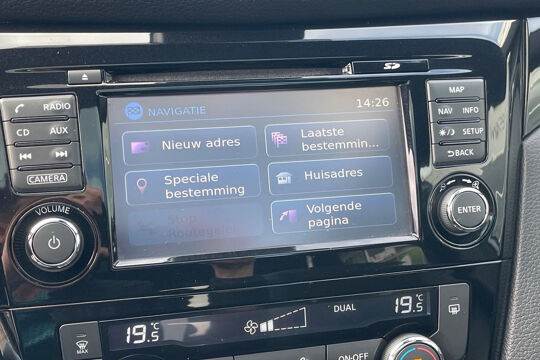 SD
RADIO
CD AUX
CAMERA
VOLUME
NAVIGATIE 14:26
Nieuw adres
Laatste
bestemmin...
Speciale
bestemming
Huisadres
Stop
Volgende
pagina
MAP
NAV INFO
SETUP
BACK
ENTER
MAX
19.5°C
DUAL
19.5°C
ON·OFF